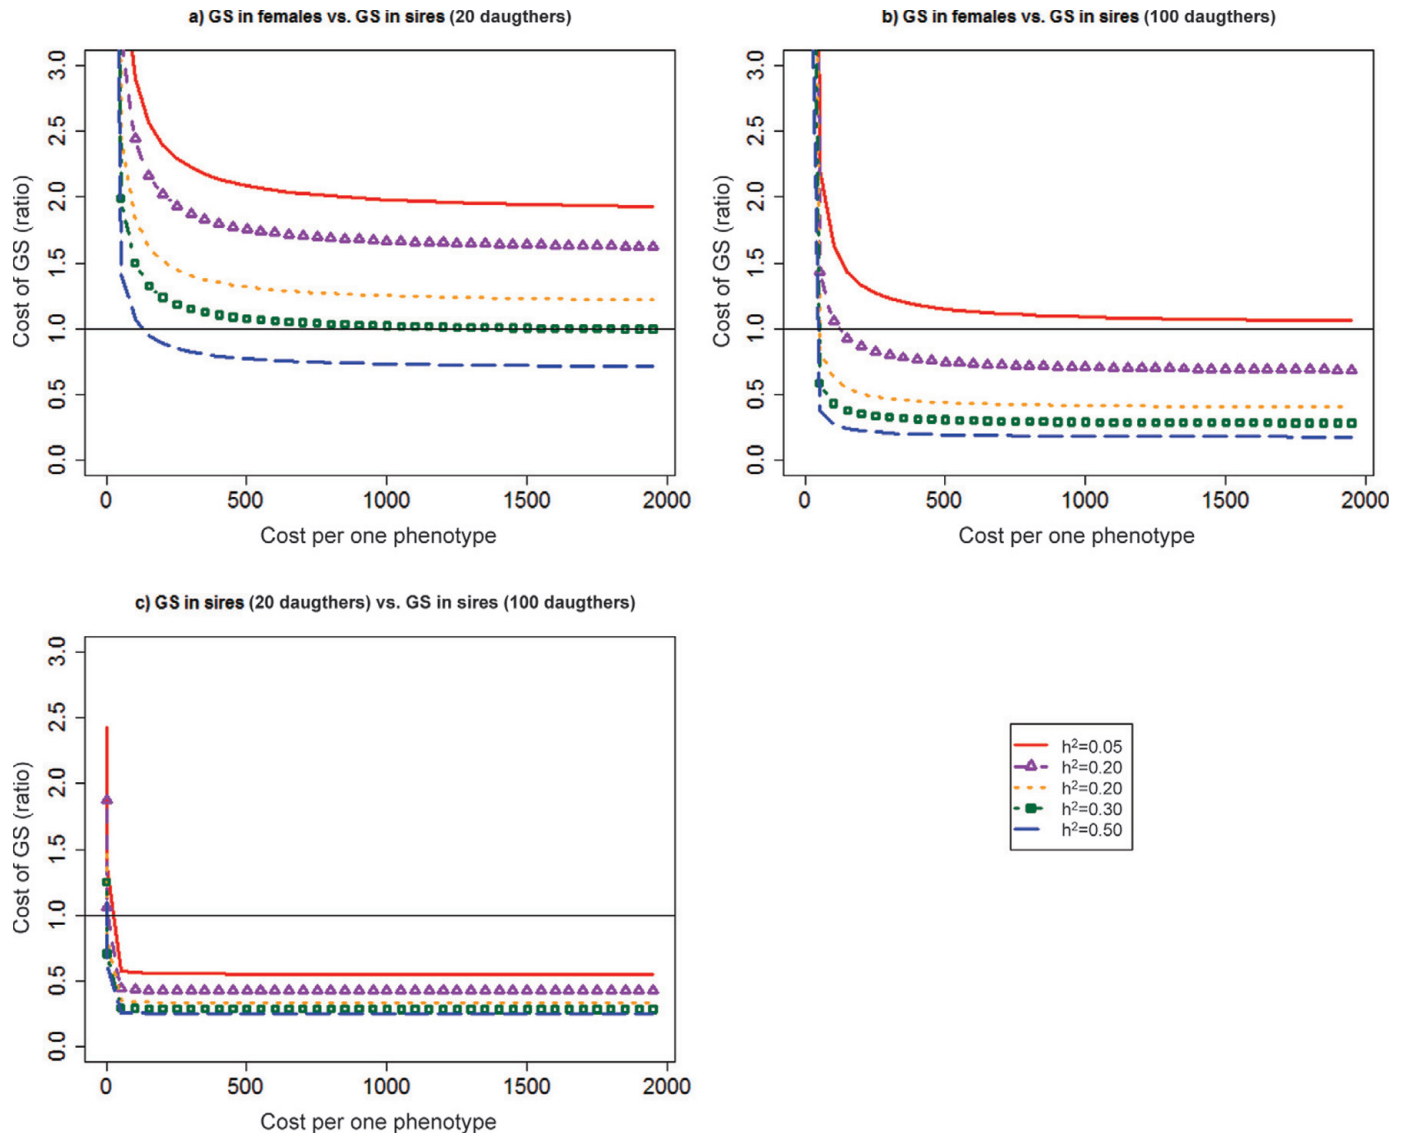 a) GS in females vs. GS in sires (20 daugthers)
3.0
2.5
2.0
1.5
1.0
0.5
0.0
Cost of GS (ratio)
0 500 1000 1500 2000
Cost per one phenotype
b) GS in females vs. GS in sires (100 daugthers)
3.0
2.5
2.0
1.5
1.0
0.5
0.0
Cost of GS (ratio)
0 500 1000 1500 2000
Cost per one phenotype
c) GS in sires (20 daugthers) vs. GS in sires (100 daugthers)
3.0
2.5
2.0
1.5
1.0
0.5
0.0
Cost of GS (ratio)
0 500 1000 1500 2000
Cost per one phenotype
h²=0.05
h²=0.20
h²=0.20
h²=0.30
h²=0.50